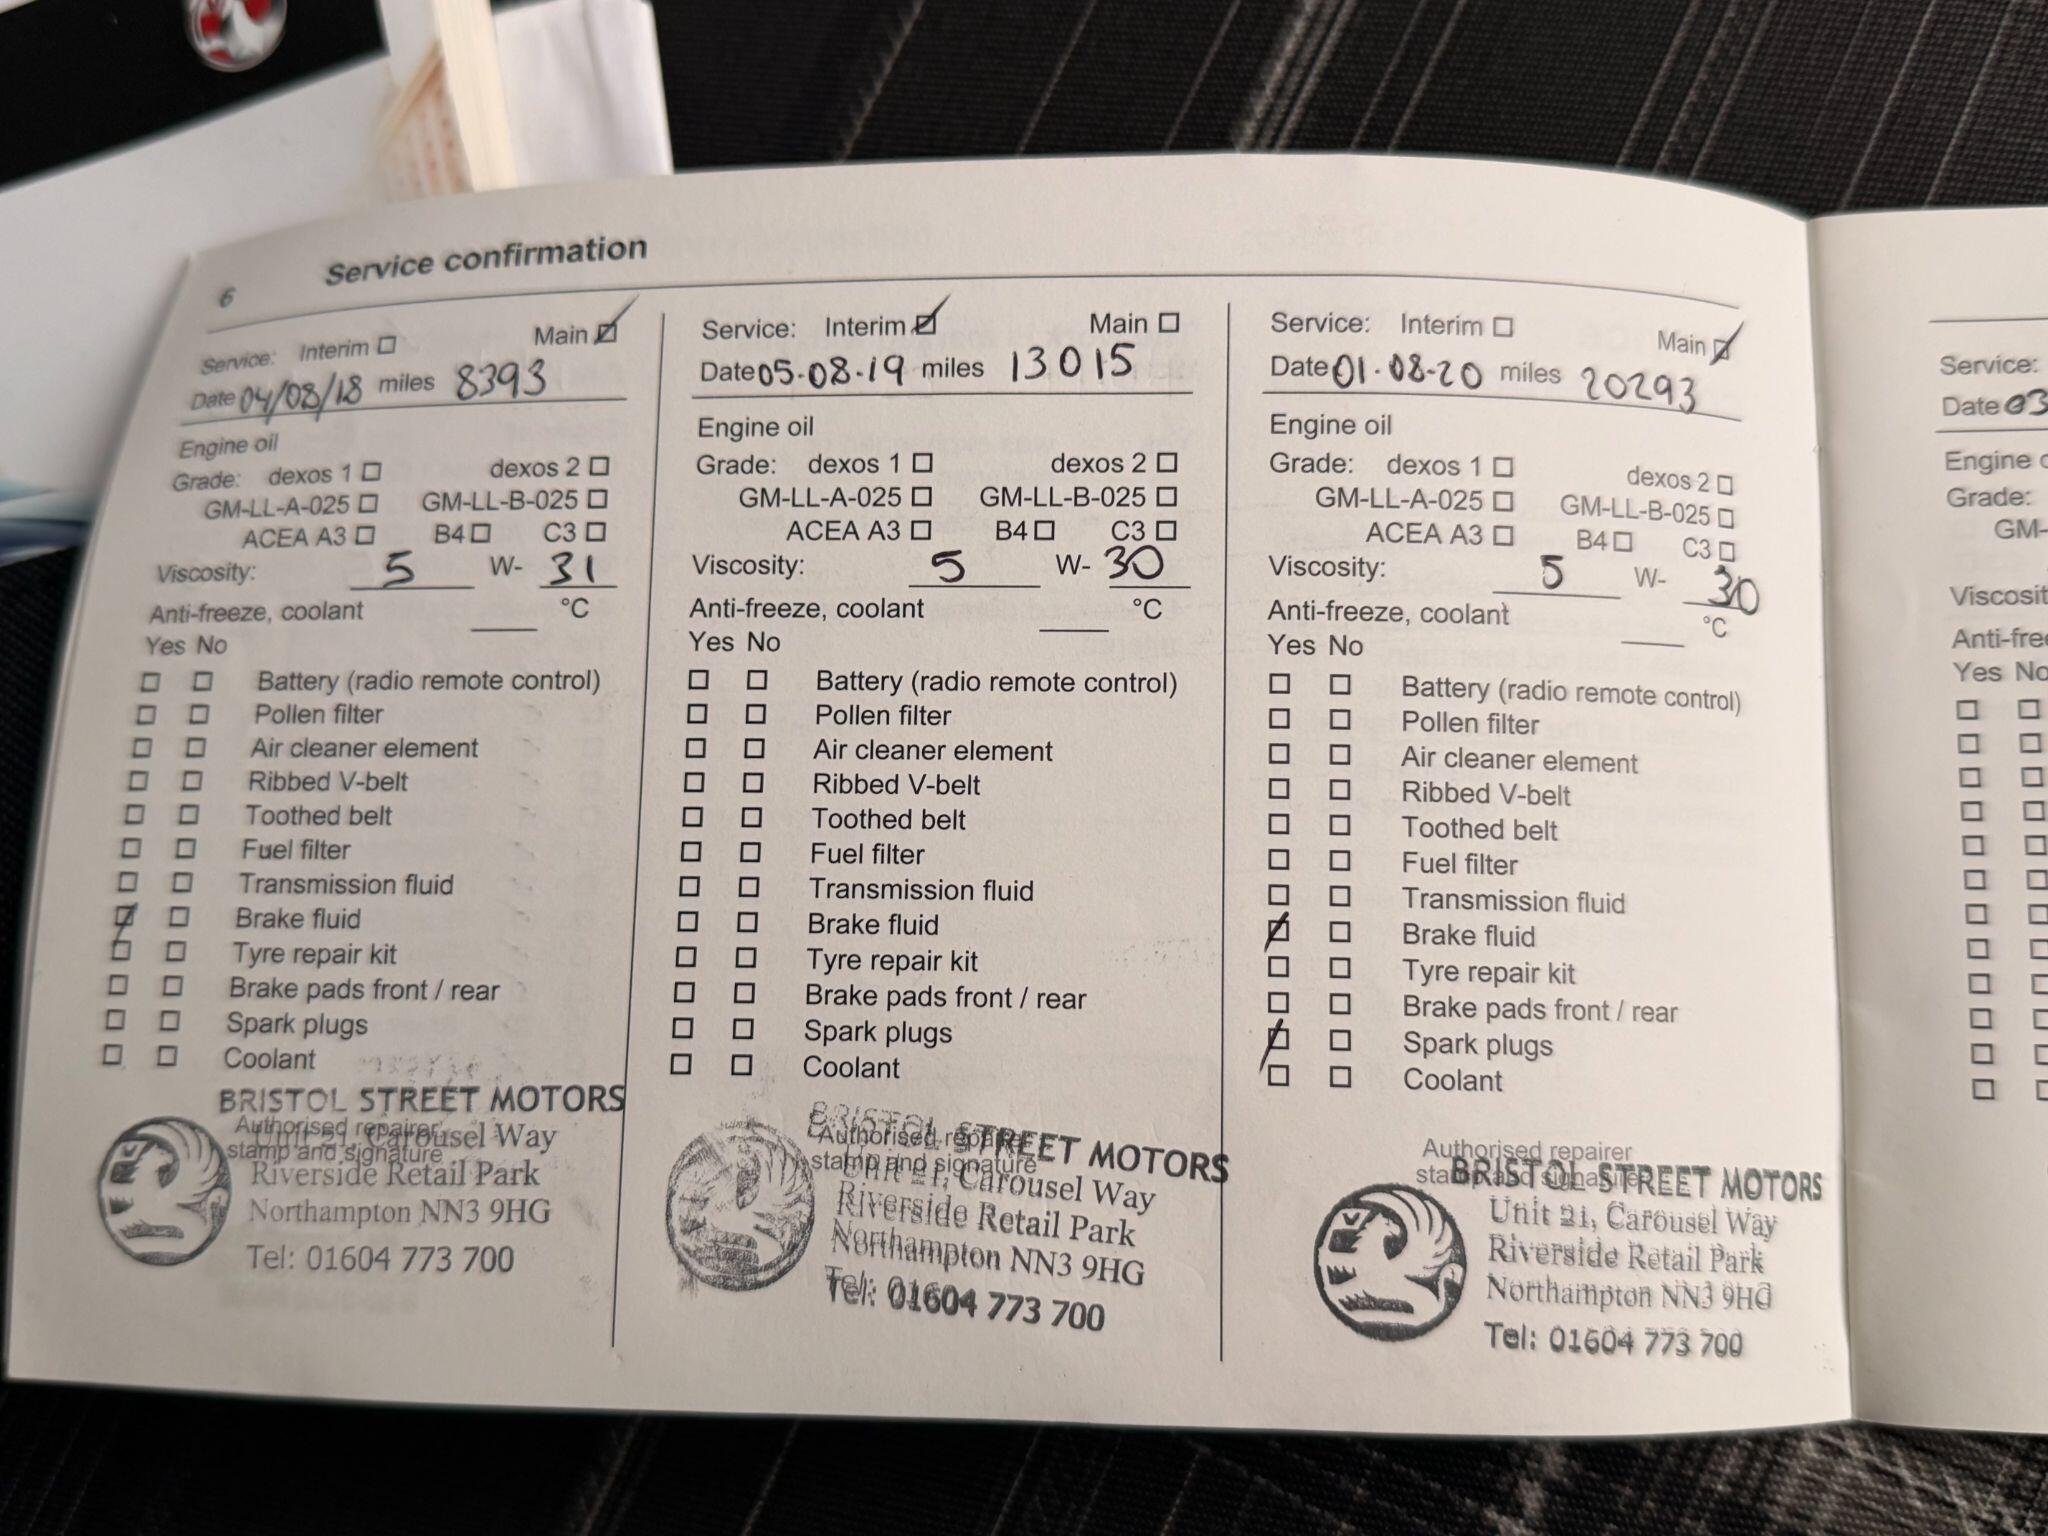 6 Service confirmation
Service: Interim Main
Date 04/08/18 miles 8393
Engine oil
Grade: dexos 1 dexos 2
GM-LL-A-025 GM-LL-B-025
ACEA A3 B4 C3
Viscosity: 5 W- 31
Anti-freeze, coolant °C
Yes No
Battery (radio remote control)
Pollen filter
Air cleaner element
Ribbed V-belt
Toothed belt
Fuel filter
Transmission fluid
Brake fluid
Tyre repair kit
Brake pads front / rear
Spark plugs
Coolant
BRISTOL STREET MOTORS
Authorised repairer
stamp and signature
Unit 21, Carousel Way
Riverside Retail Park
Northampton NN3 9HG
Tel: 01604 773 700
Service: Interim Main
Date 05-08-19 miles 13015
Engine oil
Grade: dexos 1 dexos 2
GM-LL-A-025 GM-LL-B-025
ACEA A3 B4 C3
Viscosity: 5 W- 30
Anti-freeze, coolant °C
Yes No
Battery (radio remote control)
Pollen filter
Air cleaner element
Ribbed V-belt
Toothed belt
Fuel filter
Transmission fluid
Brake fluid
Tyre repair kit
Brake pads front / rear
Spark plugs
Coolant
BRISTOL STREET MOTORS
Authorised repairer
stamp and signature
Unit 21, Carousel Way
Riverside Retail Park
Northampton NN3 9HG
Tel: 01604 773 700
Service: Interim Main
Date 01-08-20 miles 20293
Engine oil
Grade: dexos 1 dexos 2
GM-LL-A-025 GM-LL-B-025
ACEA A3 B4 C3
Viscosity: 5 W- 30
Anti-freeze, coolant °C
Yes No
Battery (radio remote control)
Pollen filter
Air cleaner element
Ribbed V-belt
Toothed belt
Fuel filter
Transmission fluid
Brake fluid
Tyre repair kit
Brake pads front / rear
Spark plugs
Coolant
Authorised repairer
stamp and signature
BRISTOL STREET MOTORS
Unit 21, Carousel Way
Riverside Retail Park
Northampton NN3 9HG
Tel: 01604 773 700
Service:
Date 03
Engine
Grade:
GM-
Anti-
Yes No